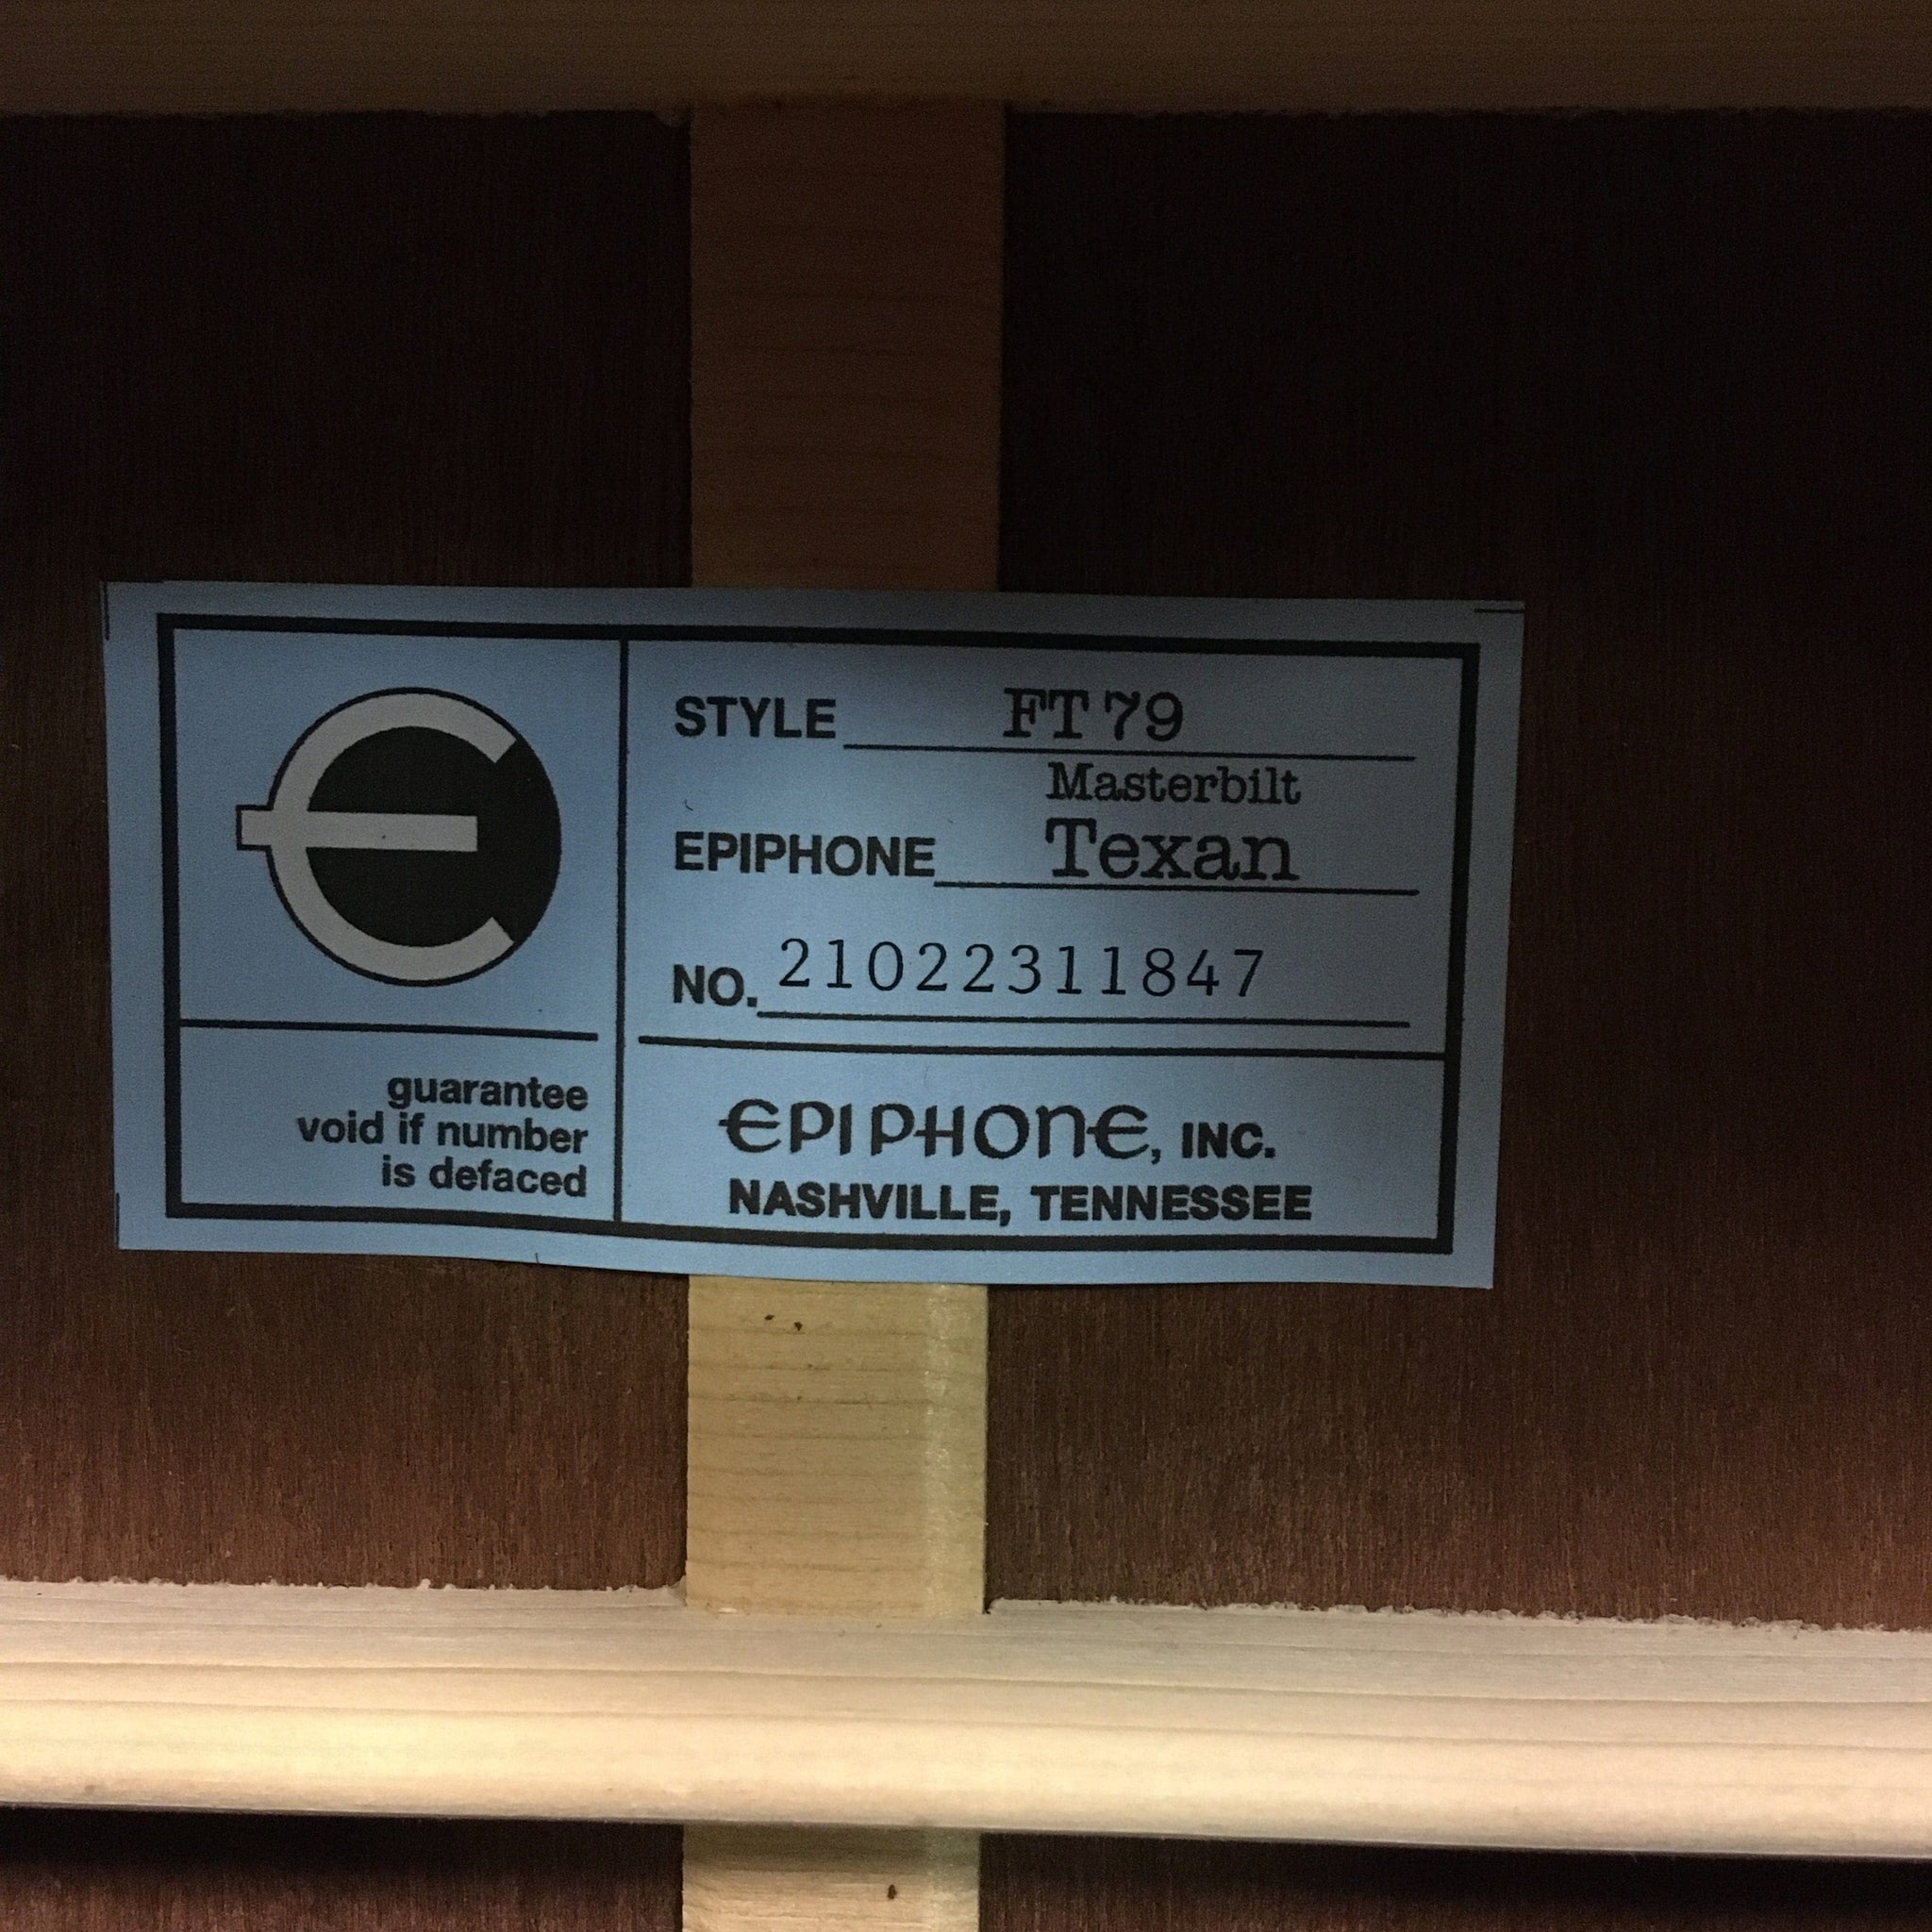 STYLE FT 79
Masterbilt
EPIPHONE Texan
NO. 21022311847
guarantee
void if number
is defaced
EPIPHONE, INC.
NASHVILLE, TENNESSEE